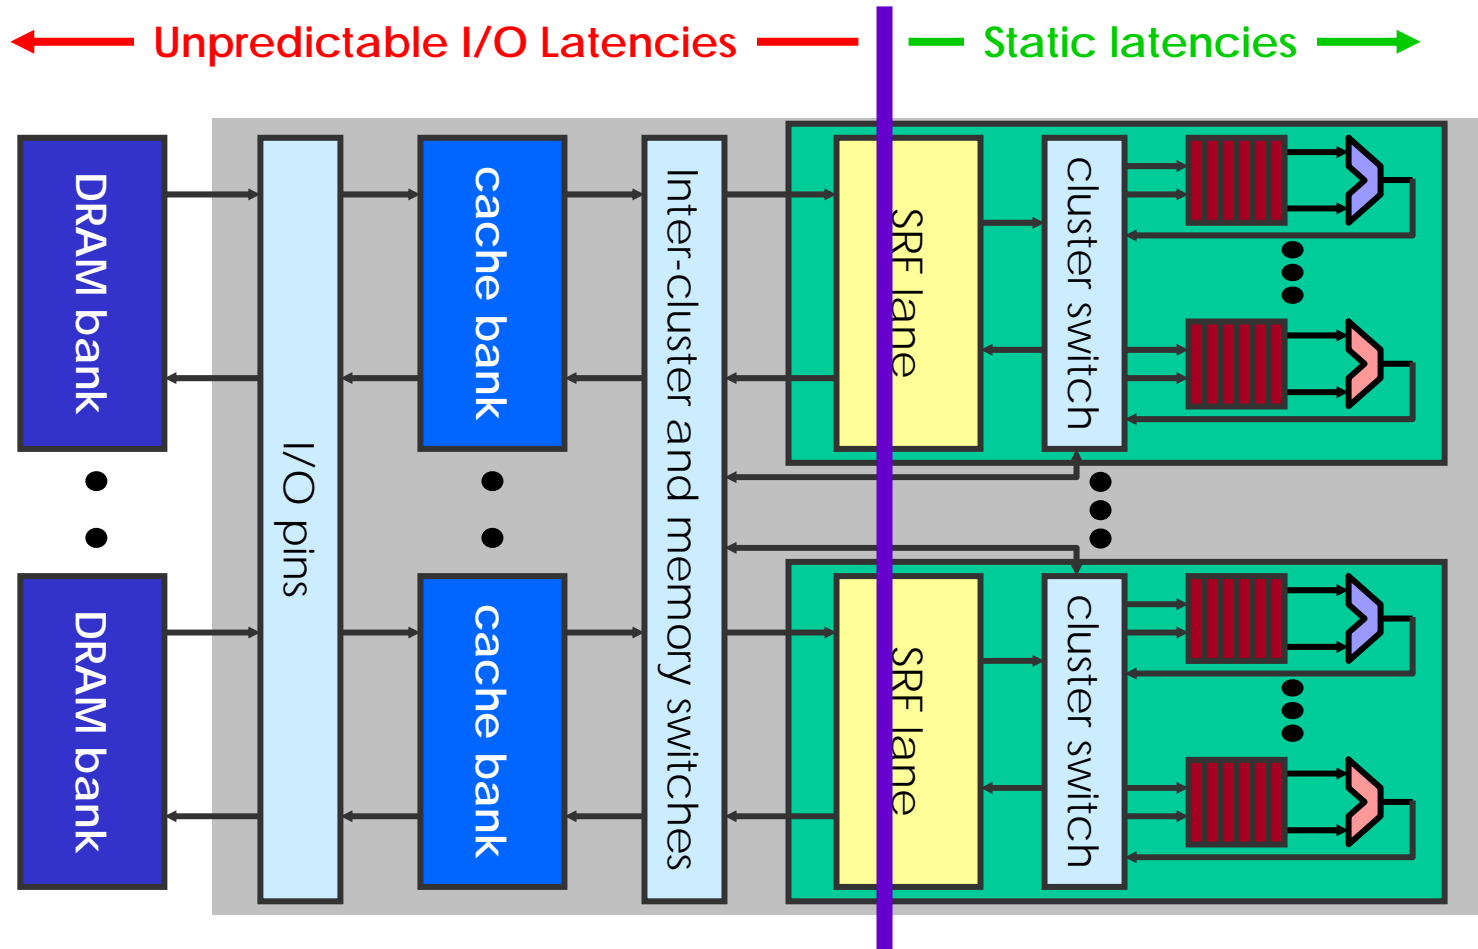 Unpredictable I/O Latencies
Static latencies
DRAM bank
I/O pins
cache bank
Inter-cluster and memory switches
SRF lane
cluster switch
DRAM bank
cache bank
SRF lane
cluster switch